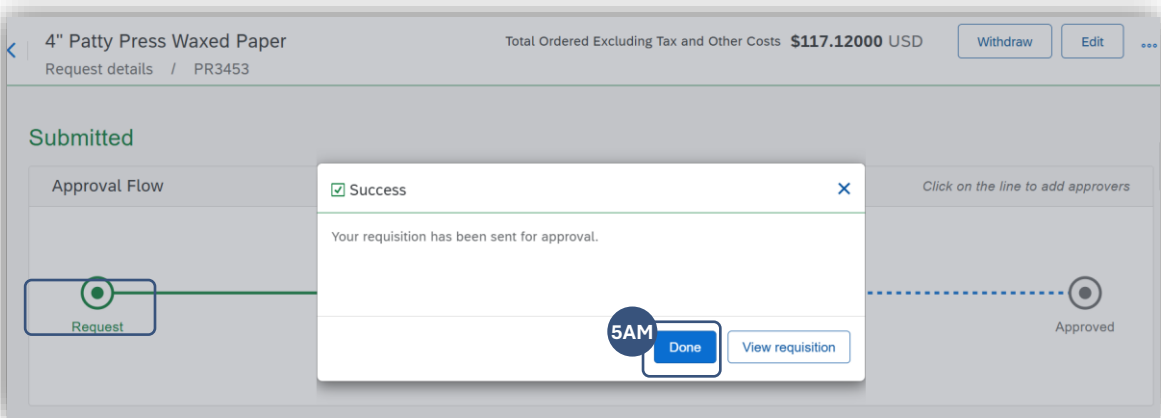 4" Patty Press Waxed Paper
Total Ordered Excluding Tax and Other Costs $117.12000 USD
Withdraw
Edit
Request details / PR3453
Submitted
Approval Flow
Click on the line to add approvers
Success
Your requisition has been sent for approval.
Request
Approved
5AM
Done
View requisition